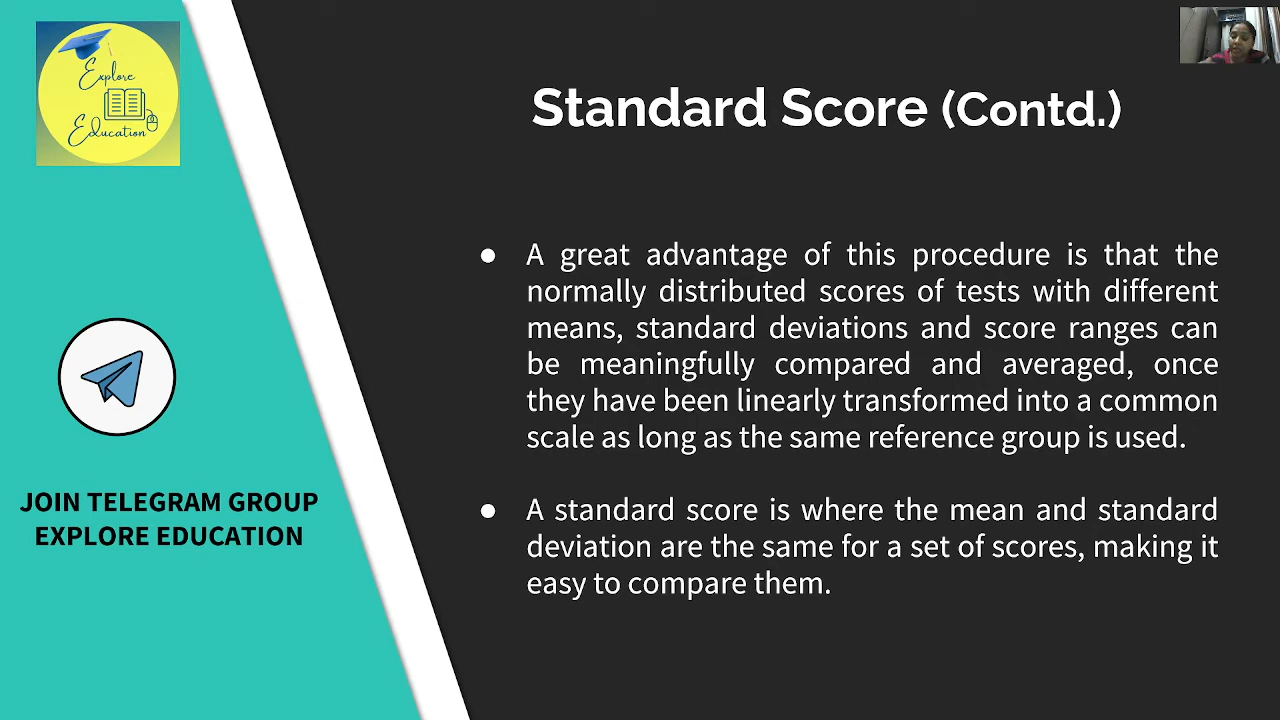 Explore
Education
Standard Score (Contd.)
● A great advantage of this procedure is that the
normally distributed scores of tests with different
means, standard deviations and score ranges can
be meaningfully compared and averaged, once
they have been linearly transformed into a common
scale as long as the same reference group is used.
● A standard score is where the mean and standard
deviation are the same for a set of scores, making it
easy to compare them.
JOIN TELEGRAM GROUP
EXPLORE EDUCATION